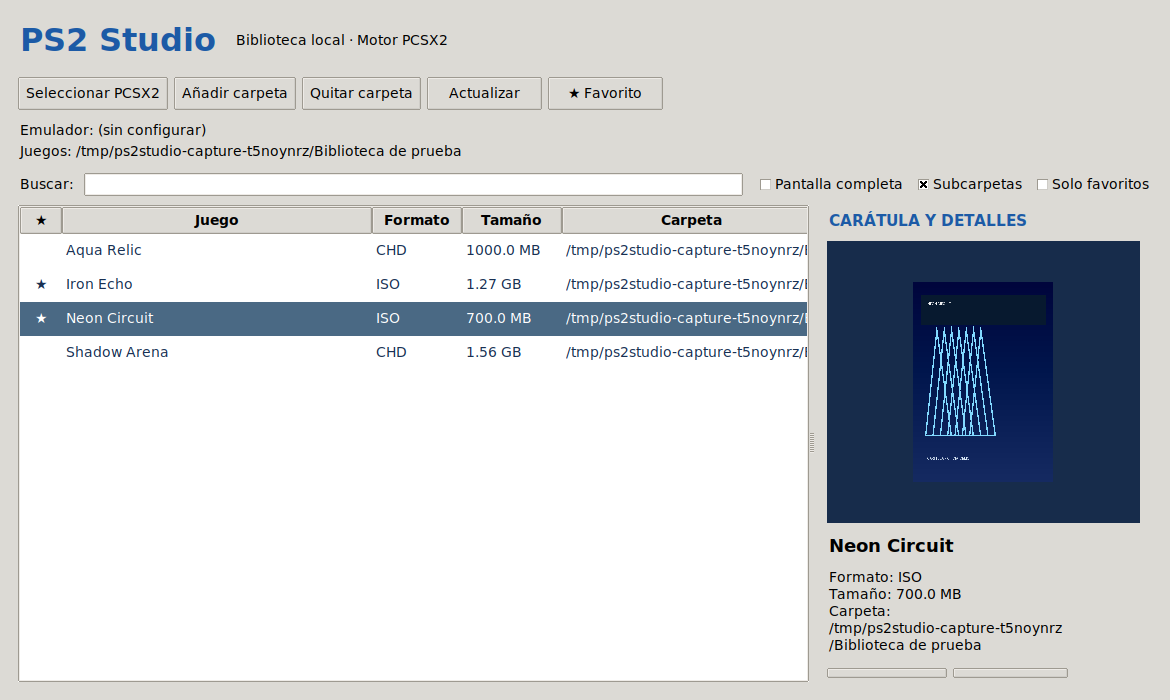 PS2 Studio
Biblioteca local · Motor PCSX2
Seleccionar PCSX2
Añadir carpeta
Quitar carpeta
Actualizar
★ Favorito
Emulador: (sin configurar)
Juegos: /tmp/ps2studio-capture-t5noynrz/Biblioteca de prueba
Buscar:
Pantalla completa
Subcarpetas
Solo favoritos
★ Juego Formato Tamaño Carpeta
Aqua Relic CHD 1000.0 MB /tmp/ps2studio-capture-t5noynrz/
★ Iron Echo ISO 1.27 GB /tmp/ps2studio-capture-t5noynrz/
★ Neon Circuit ISO 700.0 MB /tmp/ps2studio-capture-t5noynrz/
Shadow Arena CHD 1.56 GB /tmp/ps2studio-capture-t5noynrz/
CARÁTULA Y DETALLES
Neon Circuit
Formato: ISO
Tamaño: 700.0 MB
Carpeta:
/tmp/ps2studio-capture-t5noynrz
/Biblioteca de prueba